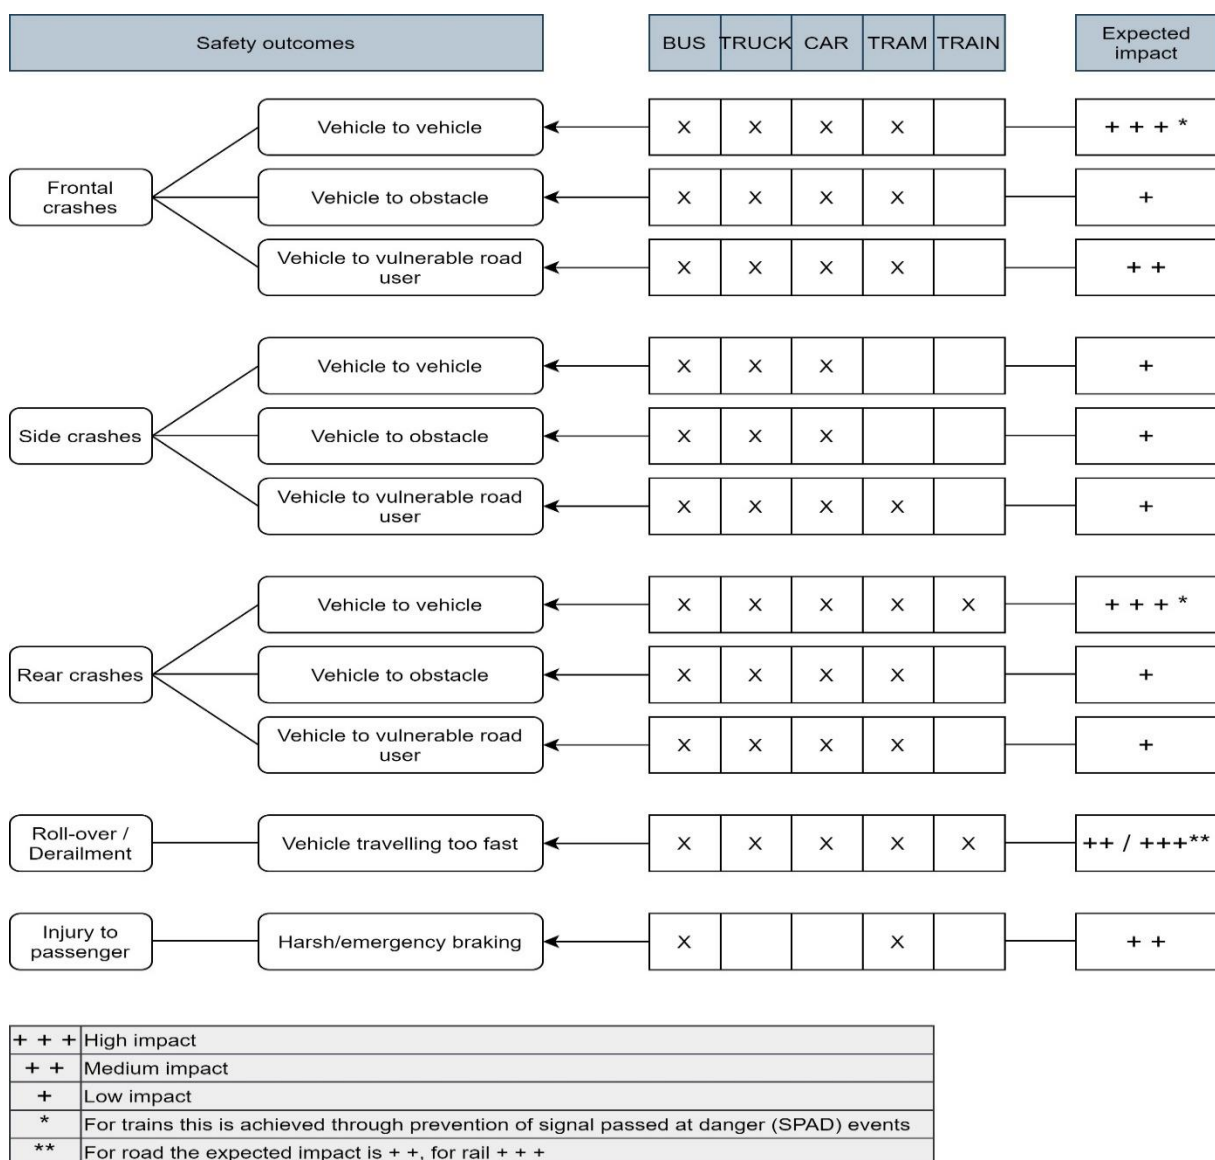 Safety outcomes BUS TRUCK CAR TRAM TRAIN Expected
impact
Frontal
crashes
Vehicle to vehicle X X X X + + + *
Vehicle to obstacle X X X X +
Vehicle to vulnerable road
user X X X X + +
Side crashes
Vehicle to vehicle X X X +
Vehicle to obstacle X X X +
Vehicle to vulnerable road
user X X X X +
Rear crashes
Vehicle to vehicle X X X X X + + + *
Vehicle to obstacle X X X X +
Vehicle to vulnerable road
user X X X X +
Roll-over /
Derailment
Vehicle travelling too fast X X X X X ++ / +++**
Injury to
passenger
Harsh/emergency braking X X + +
+ + + High impact
+ + Medium impact
+ Low impact
* For trains this is achieved through prevention of signal passed at danger (SPAD) events
** For road the expected impact is + +, for rail + + +